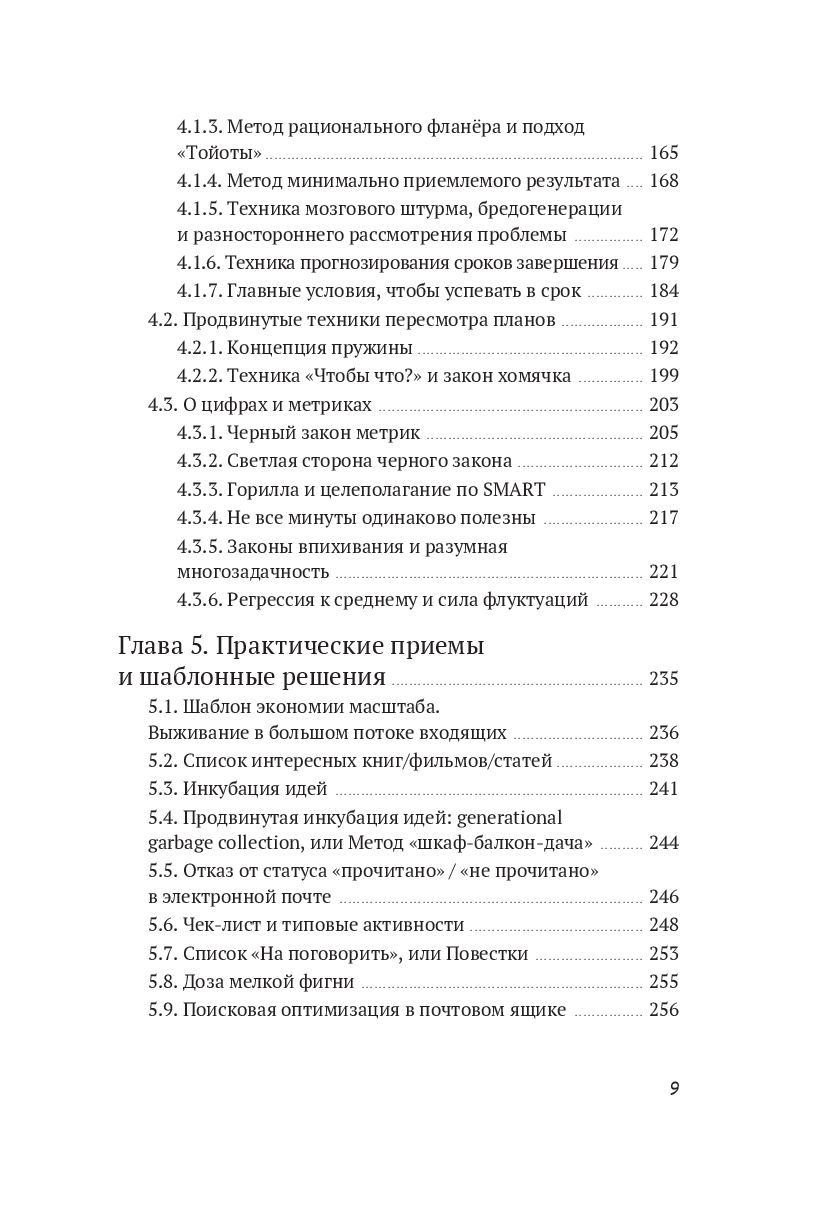 4.1.3. Метод рационального фланёра и подход
«Тойоты» ........ 165
4.1.4. Метод минимально приемлемого результата .... 168
4.1.5. Техника мозгового штурма, бредогенерации
и разностороннего рассмотрения проблемы ........ 172
4.1.6. Техника прогнозирования сроков завершения ..... 179
4.1.7. Главные условия, чтобы успевать в срок ........ 184
4.2. Продвинутые техники пересмотра планов ........ 191
4.2.1. Концепция пружины ........ 192
4.2.2. Техника «Чтобы что?» и закон хомячка ........ 199
4.3. О цифрах и метриках ........ 203
4.3.1. Черный закон метрик ........ 205
4.3.2. Светлая сторона черного закона ........ 212
4.3.3. Горилла и целеполагание по SMART ........ 213
4.3.4. Не все минуты одинаково полезны ........ 217
4.3.5. Законы впихивания и разумная
многозадачность ........ 221
4.3.6. Регрессия к среднему и сила флуктуаций ........ 228
Глава 5. Практические приемы
и шаблонные решения ........ 235
5.1. Шаблон экономии масштаба.
Выживание в большом потоке входящих ........ 236
5.2. Список интересных книг/фильмов/статей ........ 238
5.3. Инкубация идей ........ 241
5.4. Продвинутая инкубация идей: generational
garbage collection, или Метод «шкаф-балкон-дача» ........ 244
5.5. Отказ от статуса «прочитано» / «не прочитано»
в электронной почте ........ 246
5.6. Чек-лист и типовые активности ........ 248
5.7. Список «На поговорить», или Повестки ........ 253
5.8. Доза мелкой фигни ........ 255
5.9. Поисковая оптимизация в почтовом ящике ........ 256
9